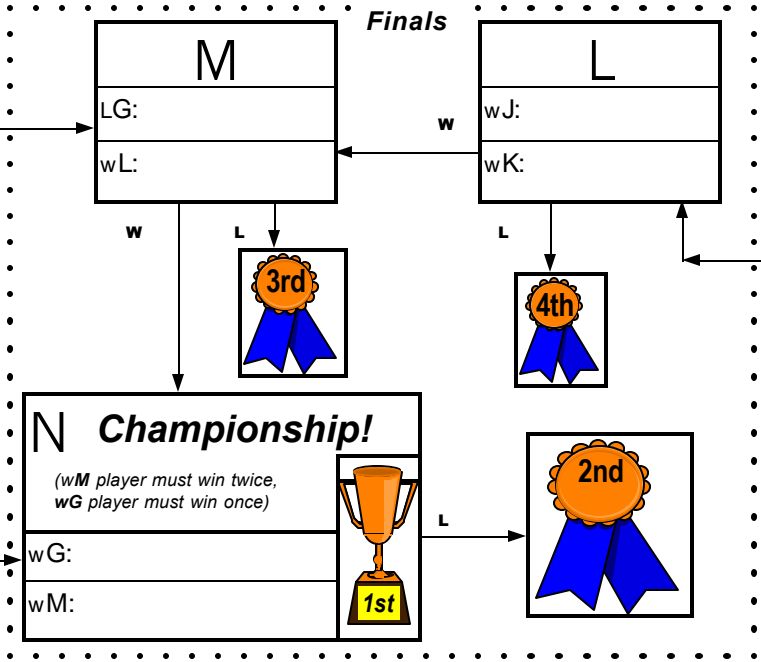 Finals
M
LG:
wL:
L
wJ:
wK:
W
W
L
L
3rd
4th
N Championship!
(wM player must win twice,
wG player must win once)
wG:
wM:
1st
L
2nd